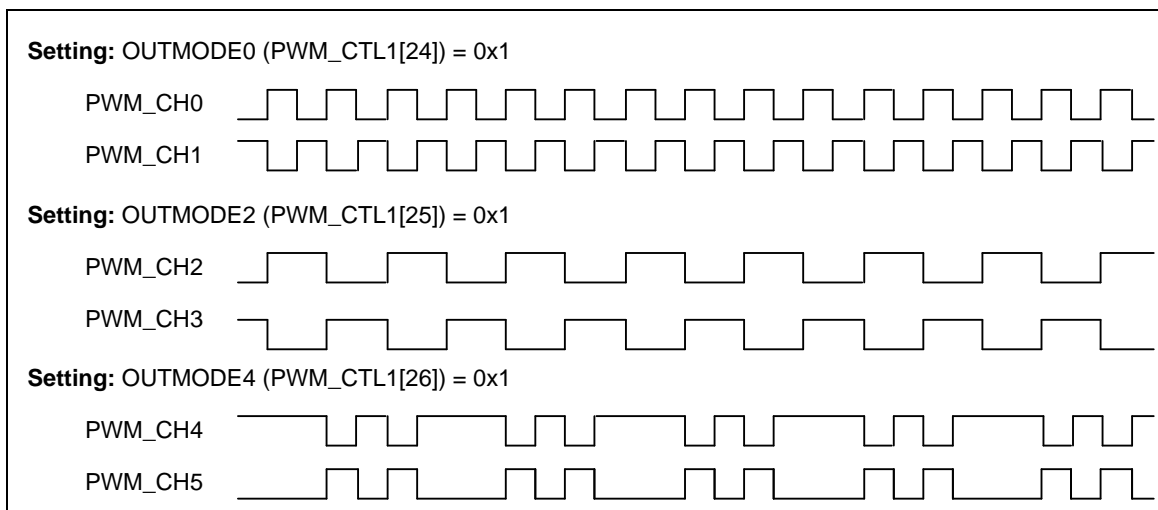 Setting: OUTMODE0 (PWM_CTL1[24]) = 0x1
PWM_CH0
PWM_CH1
Setting: OUTMODE2 (PWM_CTL1[25]) = 0x1
PWM_CH2
PWM_CH3
Setting: OUTMODE4 (PWM_CTL1[26]) = 0x1
PWM_CH4
PWM_CH5